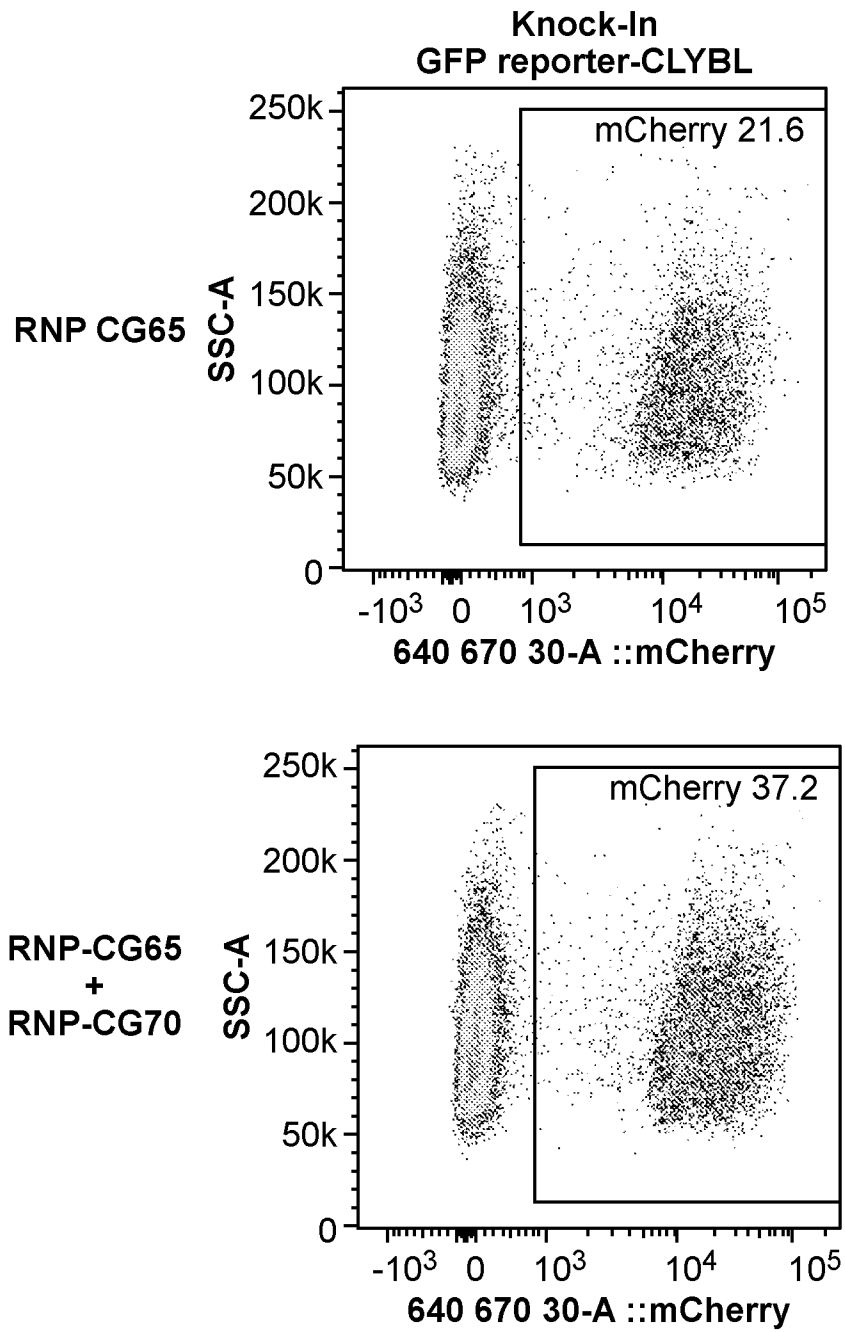 Knock-In
GFP reporter-CLYBL
250k
mCherry 21.6
200k
150k
RNP CG65
SSC-A
100k
50k
0
-10³ 0 10³ 10⁴ 10⁵
640 670 30-A ::mCherry
250k
mCherry 37.2
200k
RNP-CG65
+
RNP-CG70
SSC-A
150k
100k
50k
0
-10³ 0 10³ 10⁴ 10⁵
640 670 30-A ::mCherry